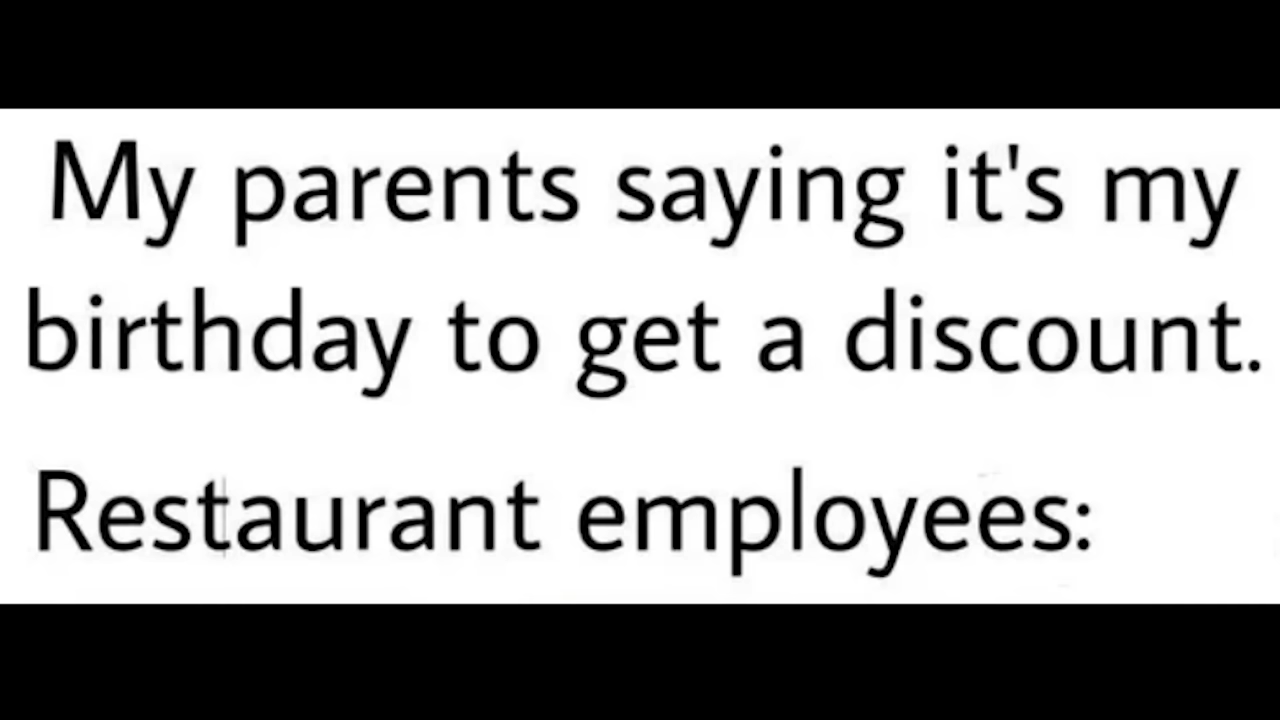 My parents saying it's my
birthday to get a discount.
Restaurant employees: